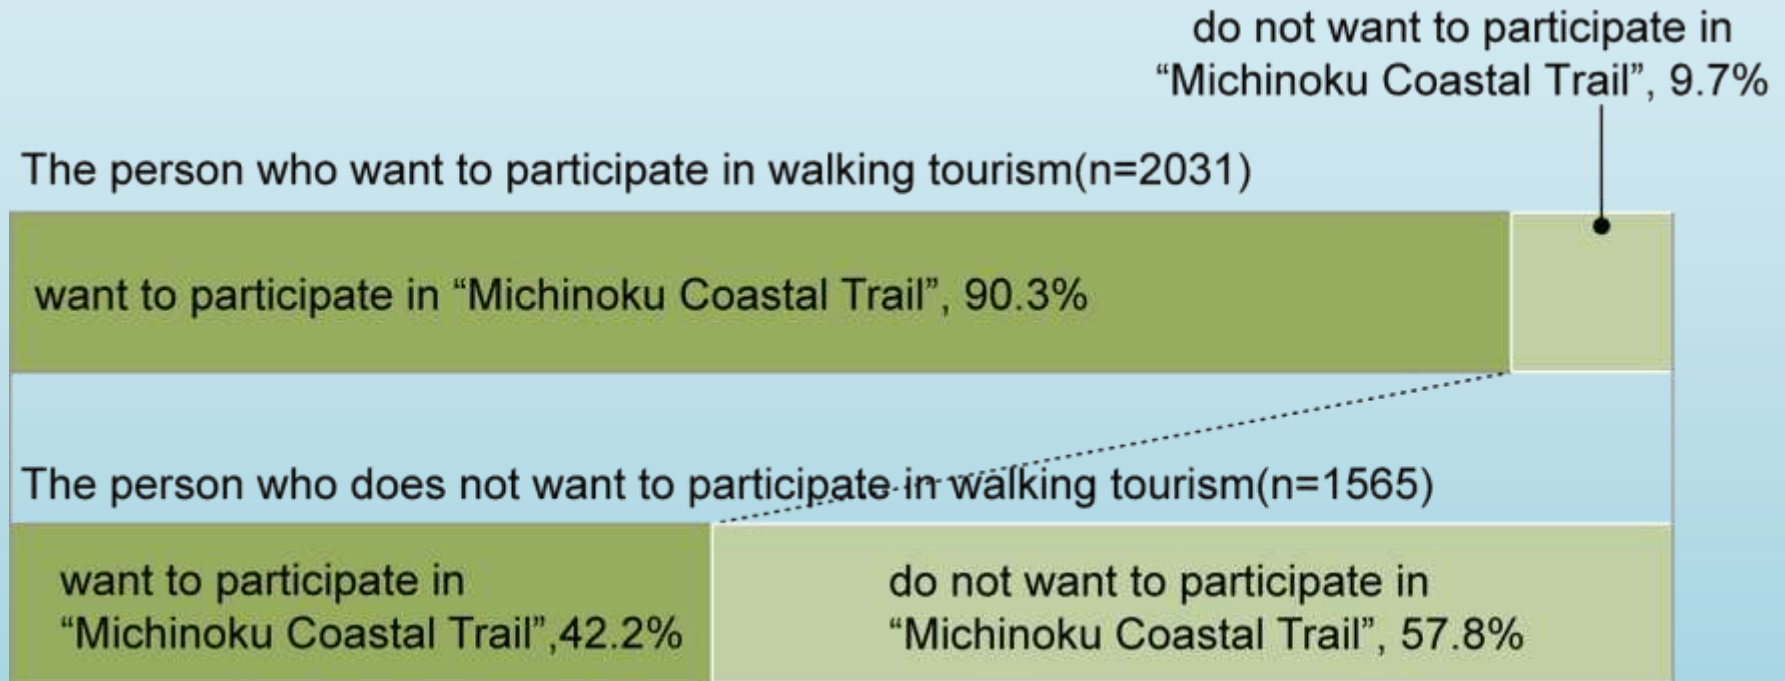 do not want to participate in
“Michinoku Coastal Trail”, 9.7%
The person who want to participate in walking tourism(n=2031)
want to participate in “Michinoku Coastal Trail”, 90.3%
The person who does not want to participate in walking tourism(n=1565)
want to participate in
“Michinoku Coastal Trail”,42.2%
do not want to participate in
“Michinoku Coastal Trail”, 57.8%